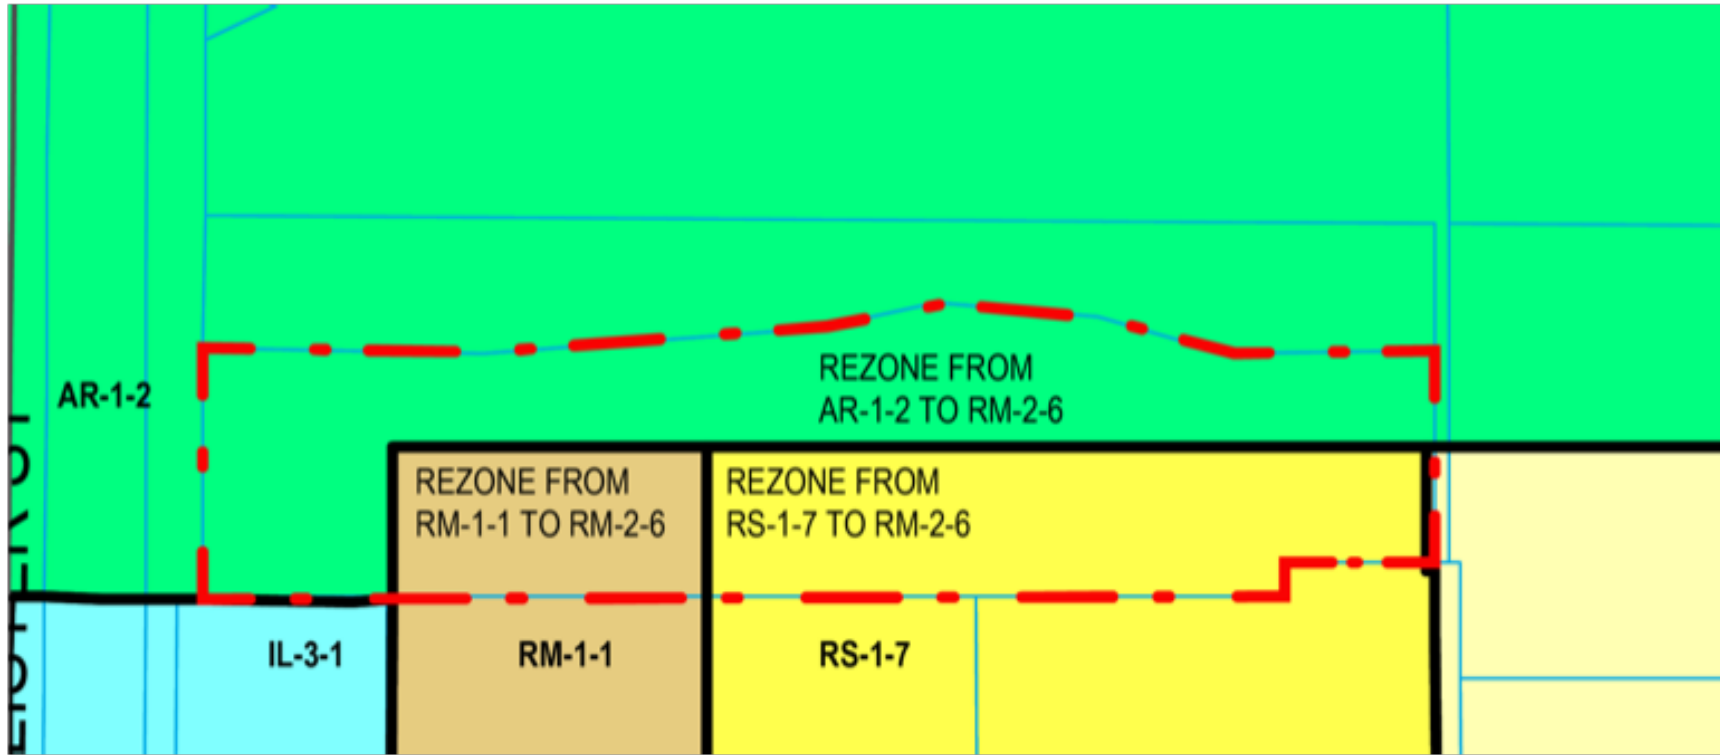 REZONE FROM
AR-1-2 TO RM-2-6
AR-1-2
REZONE FROM
RM-1-1 TO RM-2-6
REZONE FROM
RS-1-7 TO RM-2-6
IL-3-1
RM-1-1
RS-1-7